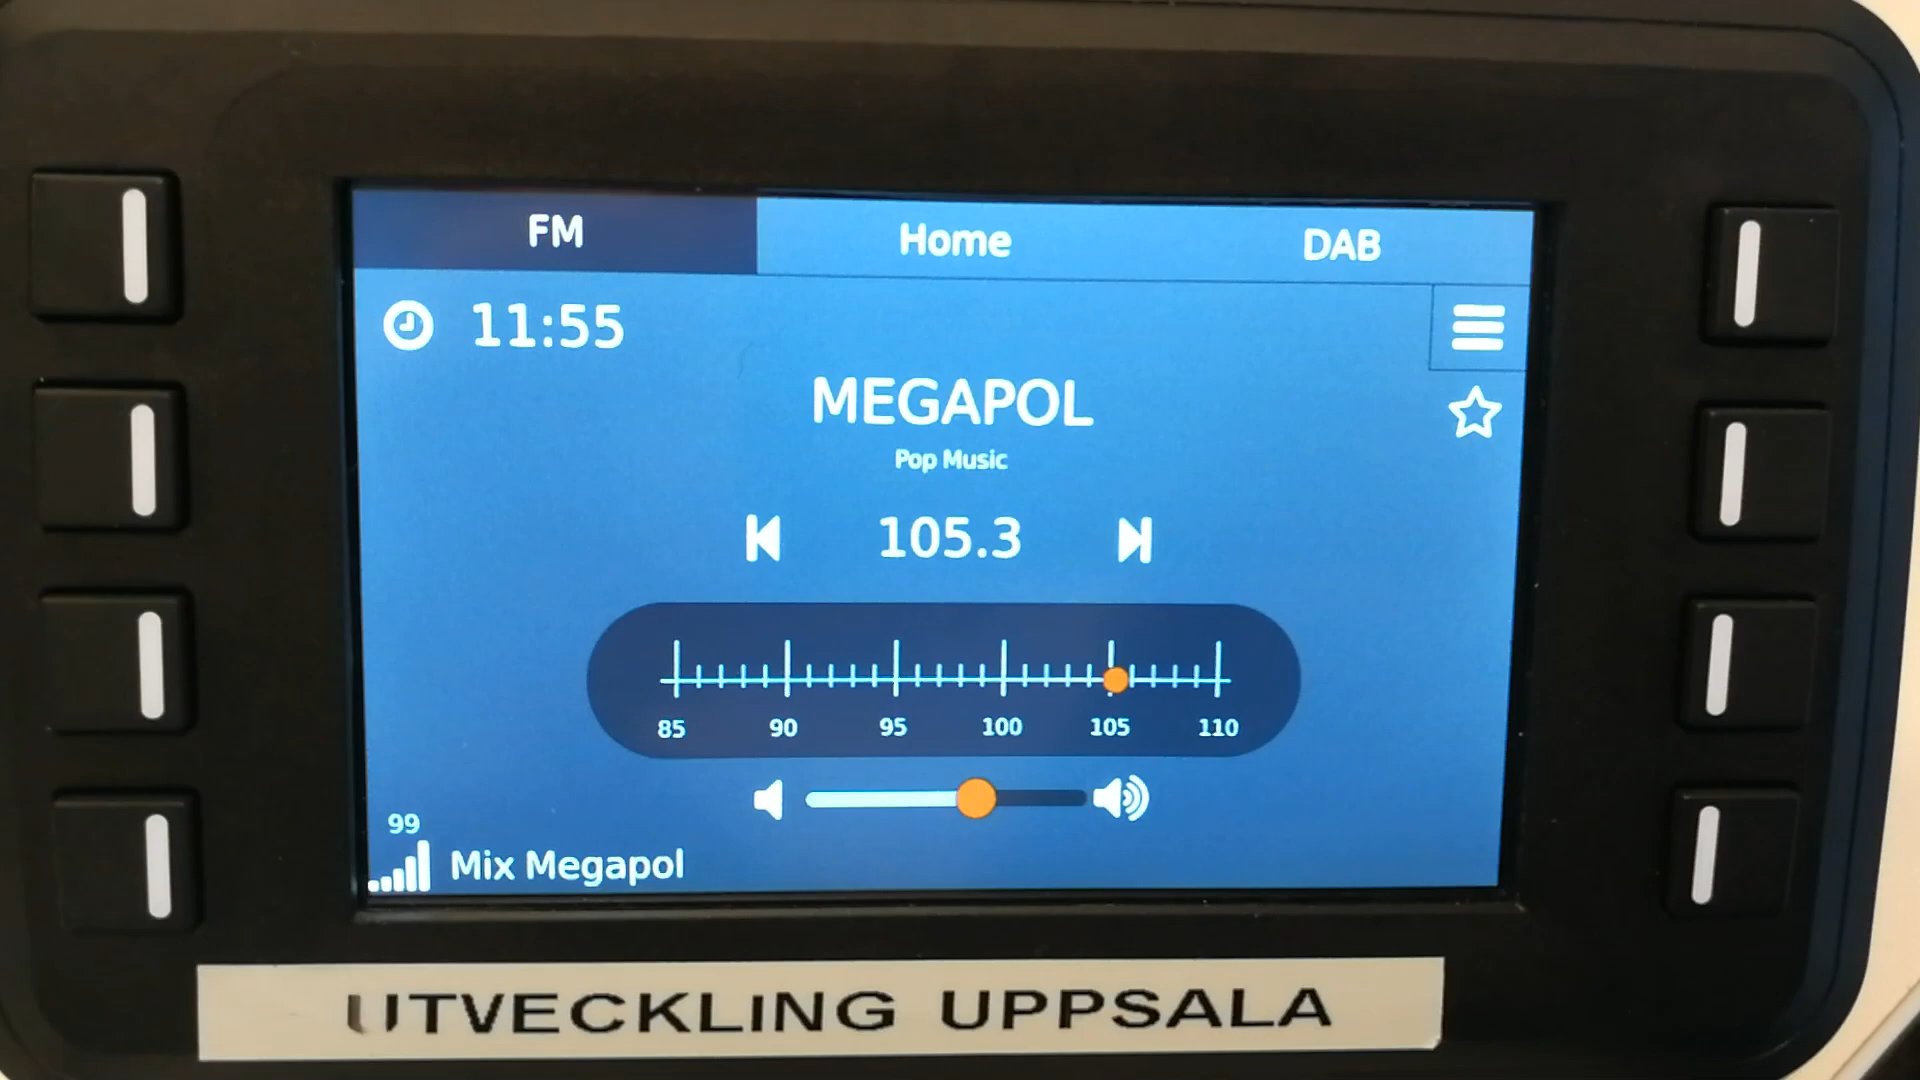 FM Home DAB
11:55
MEGAPOL
Pop Music
105.3
85 90 95 100 105 110
99
Mix Megapol
UTVECKLING UPPSALA